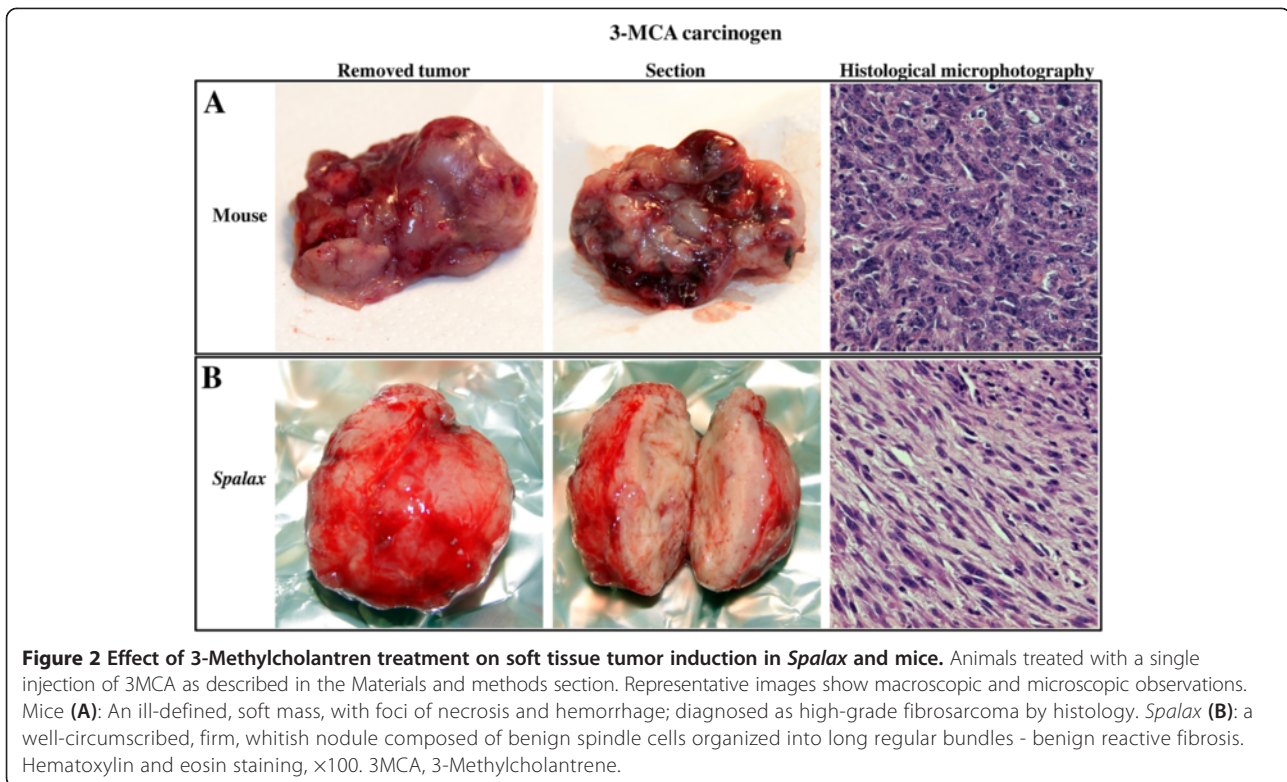 3-MCA carcinogen
Removed tumor Section Histological microphotography
A
Mouse
B
Spalax
Figure 2 Effect of 3-Methylcholantren treatment on soft tissue tumor induction in Spalax and mice. Animals treated with a single
injection of 3MCA as described in the Materials and methods section. Representative images show macroscopic and microscopic observations.
Mice (A): An ill-defined, soft mass, with foci of necrosis and hemorrhage; diagnosed as high-grade fibrosarcoma by histology. Spalax (B): a
well-circumscribed, firm, whitish nodule composed of benign spindle cells organized into long regular bundles - benign reactive fibrosis.
Hematoxylin and eosin staining, ×100. 3MCA, 3-Methylcholantrene.